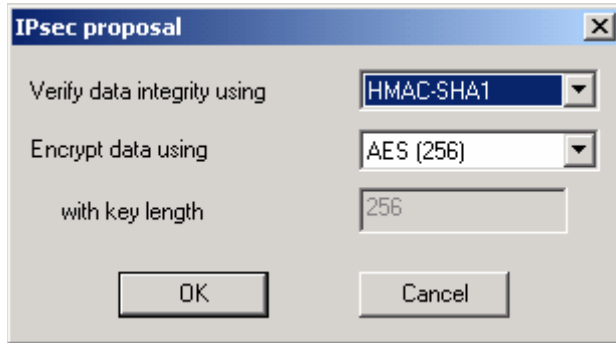 IPsec proposal
Verify data integrity using HMAC-SHA1
Encrypt data using AES (256)
with key length 256
OK Cancel